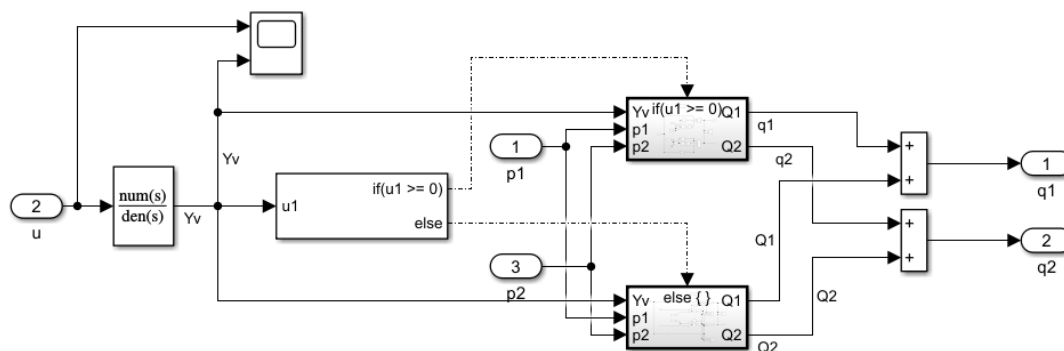 Yv
if(u1 >= 0)
Q1
p1
p2
Q2
q1
q2
+
+
1
q1
1
p1
Yv
num(s)
den(s)
Yv
2
u
u1
if(u1 >= 0)
else
+
+
2
q2
Q1
3
p2
Q2
Yv
else { }
Q1
p1
p2
Q2
Q2